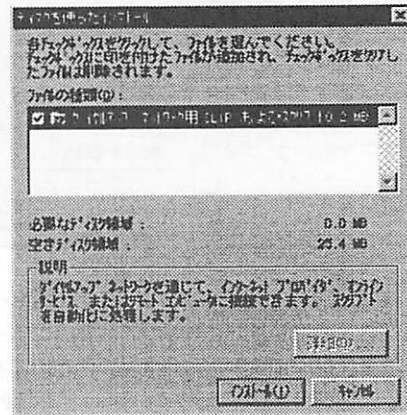 ディスクを使ったインストール
各チェックボックスをクリックして、ファイルを選んでください。
チェックボックスに印を付けたファイルが追加され、チェックボックスをクリアし
たファイルは削除されます。
ファイルの種類(O):
ダイヤルアップ ネットワーク用 SLIP およびスクリプト 0.2 MB
必要なディスク領域 : 0.0 MB
空きディスク領域 : 25.4 MB
説明
ダイヤルアップ ネットワークを通じて、インターネット プロバイダ、オンライン
サービス、またはリモート コンピュータに接続できます。 スクリプト
を自動的に処理します。
詳細(D)...
インストール(I) キャンセル